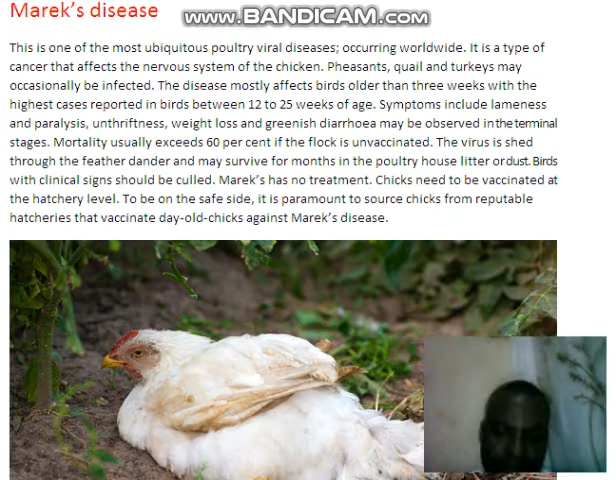 Marek's disease
www.BANDICAM.com
This is one of the most ubiquitous poultry viral diseases; occurring worldwide. It is a type of
cancer that affects the nervous system of the chicken. Pheasants, quail and turkeys may
occasionally be infected. The disease mostly affects birds older than three weeks with the
highest cases reported in birds between 12 to 25 weeks of age. Symptoms include lameness
and paralysis, unthriftness, weight loss and greenish diarrhoea may be observed in the terminal
stages. Mortality usually exceeds 60 per cent if the flock is unvaccinated. The virus is shed
through the feather dander and may survive for months in the poultry house litter or dust. Birds
with clinical signs should be culled. Marek's has no treatment. Chicks need to be vaccinated at
the hatchery level. To be on the safe side, it is paramount to source chicks from reputable
hatcheries that vaccinate day-old-chicks against Marek's disease.